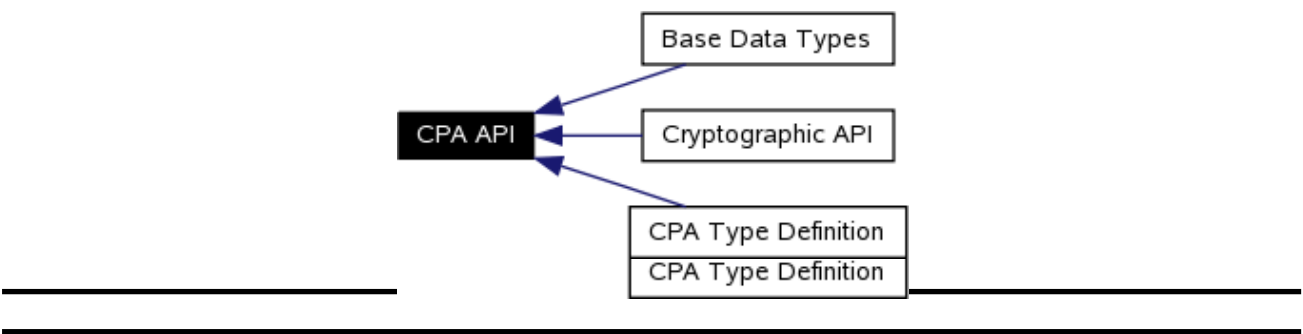 Base Data Types
CPA API
Cryptographic API
CPA Type Definition
CPA Type Definition